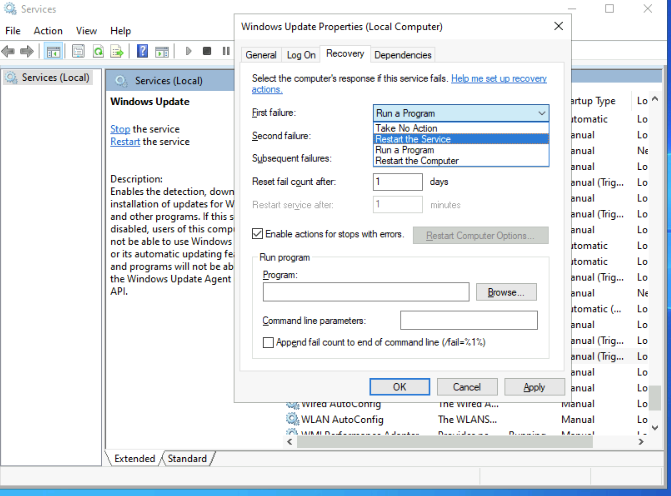 Services
File Action View Help
Services (Local)
Services (Local)
Windows Update
Stop the service
Restart the service
Description:
Enables the detection, down
installation of updates for W
and other programs. If this s
disabled, users of this comp
not be able to use Windows
or its automatic updating fe
and programs will not be ab
the Windows Update Agent
API.
Windows Update Properties (Local Computer)
General Log On Recovery Dependencies
Select the computer's response if this service fails. Help me set up recovery
actions.
First failure: Run a Program
Take No Action
Second failure: Restart the Service
Run a Program
Subsequent failures: Restart the Computer
Reset fail count after: 1 days
Restart service after: 1 minutes
Enable actions for stops with errors. Restart Computer Options...
Run program
Program:
Browse...
Command line parameters:
Append fail count to end of command line (/fail=%1%)
OK Cancel Apply
artup Type Lo
utomatic Lo
anual Lo
anual Ne
anual Lo
anual (Trig... Lo
anual Lo
anual (Trig... Lo
anual Lo
utomatic Lo
utomatic Lo
anual (Trig... Lo
anual Ne
utomatic (... Lo
anual Lo
anual (Trig... Lo
anual (Trig... Lo
anual Lo
anual Lo
Wired AutoConfig The Wired A... Manual Lo
WLAN AutoConfig The WLANS... Manual Lo
WMI Performance Adapter Provides pe... Running Manual Lo
Extended Standard